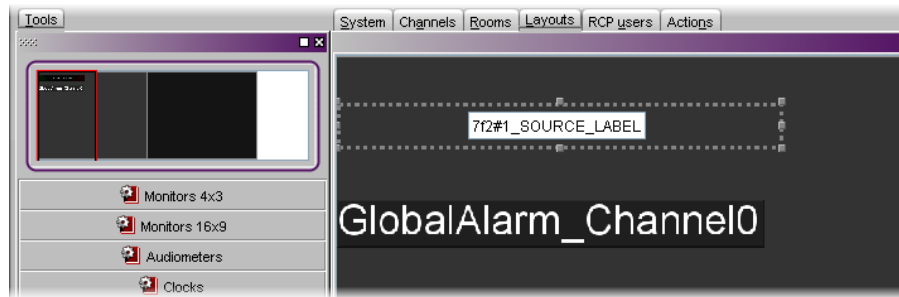 Tools
System Channels Rooms Layouts RCP users Actions
7f2#1_SOURCE_LABEL
GlobalAlarm_Channel0
Monitors 4x3
Monitors 16x9
Audiometers
Clocks